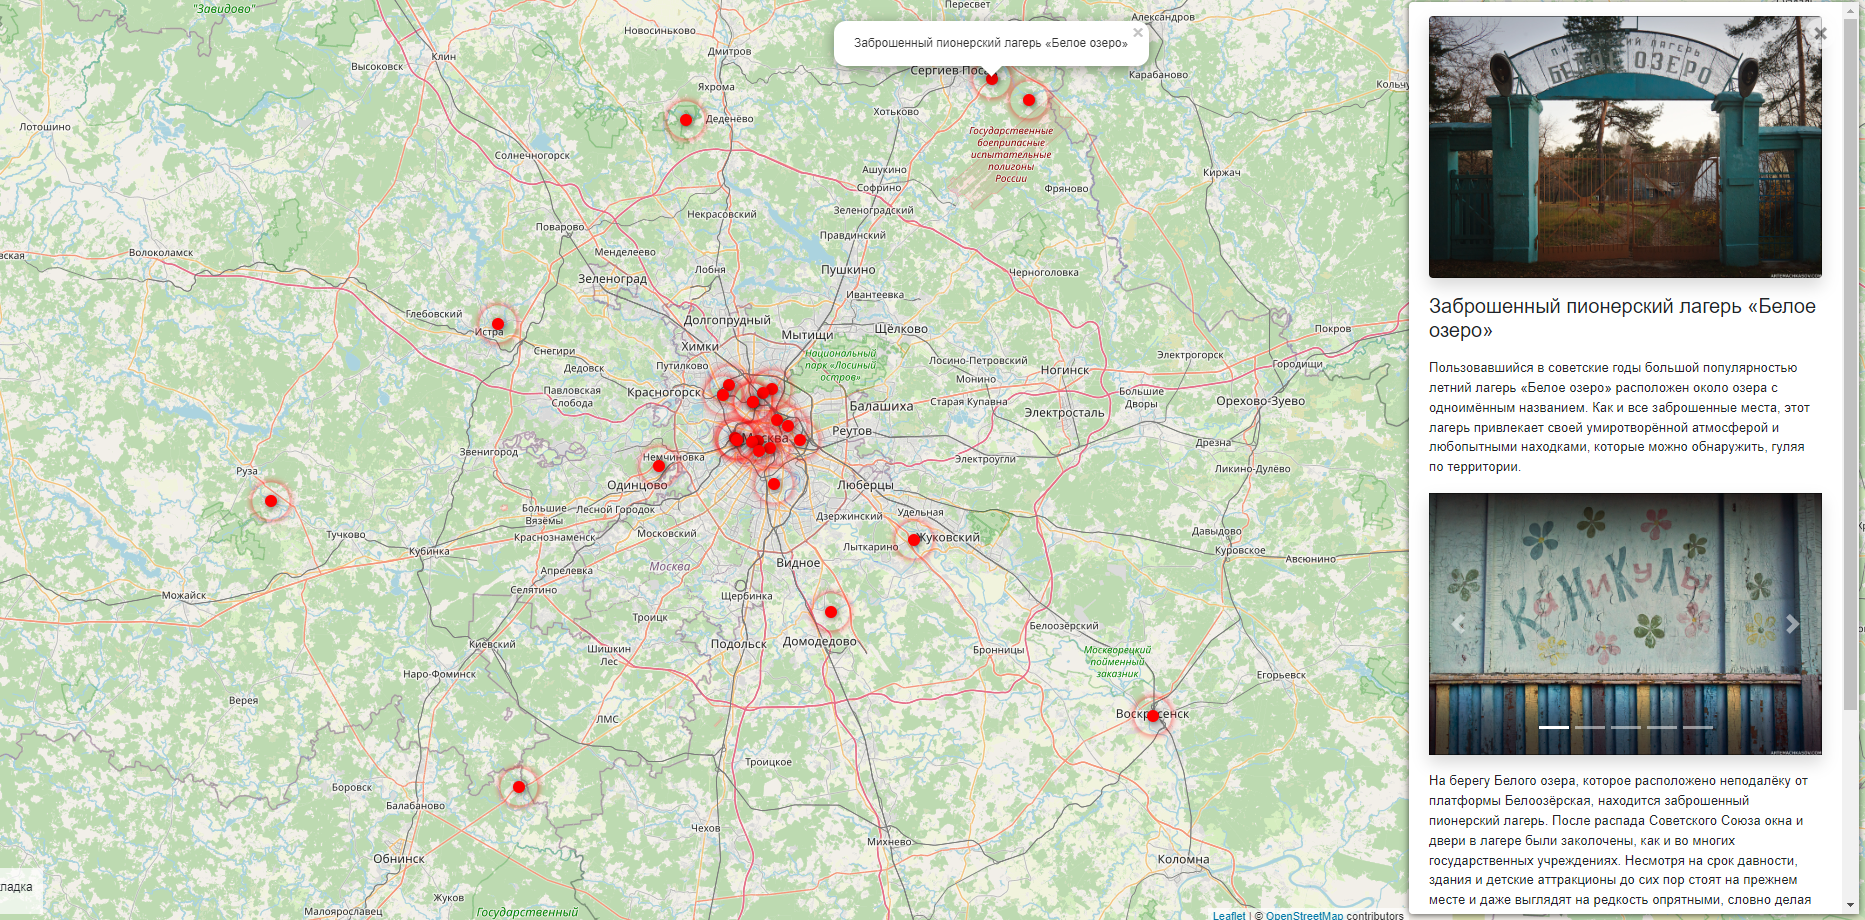 "Завидово"
Новосиньково
Пересвет
Александров
Клин
Дмитров
Высоковск
Заброшенный пионерский лагерь «Белое озеро»
×
Сергиев
Карабаново
Яхрома
Деденёво
Хотьково
Лотошино
Солнечногорск
Государственные
боеприпасные
испытательные
полигоны
России
Ашукино
Софрино
Киржач
Фряново
Некрасовский
Зеленоградский
Поварово
Правдинский
Волоколамск
Менделеево
Лобня
Пушкино
Черноголовка
Зеленоград
Ивантеевка
Глебовский
Истра
Долгопрудный
Мытищи
Щёлково
Покров
Химки
Снегири
Национальный
парк «Лосиный
остров»
Путилково
Дедовск
Лосино-Петровский
Электрогорск
Городищи
Ногинск
Монино
Павловская
Слобода
Красногорск
Балашиха
Старая Купавна
Электросталь
Большие
Дворы
Орехово-Зуево
Реутов
Москва
Дрезна
Звенигород
Немчиновка
Электроугли
Ликино-Дулёво
Руза
Одинцово
Люберцы
Большие
Вязёмы
Лесной Городок
Дзержинский
Удельная
Краснознаменск
Московский
Тучково
Жуковский
Давыдово
Лыткарино
Куровское
Авсюнино
Кубинка
Видное
Апрелевка
Москва
Селятино
Можайск
Щербинка
Троицк
Белоозёрский
Киевский
Шишкин
Лес
Подольск
Домодедово
Бронницы
Москворецкий
пойменный
заказник
Наро-Фоминск
Егорьевск
Верея
ЛМС
Воскресенск
Троицкое
Боровск
Балабаново
Чехов
Михнево
Обнинск
Коломна
ладка
Жуков
Малоярославец
"Государственный
Leaflet | © OpenStreetMap contributors
×
ЛАГЕРЬ
БЕЛОЕ ОЗЕРО
ARTEMACHKASOV.COM
Заброшенный пионерский лагерь «Белое
озеро»
Пользовавшийся в советские годы большой популярностью
летний лагерь «Белое озеро» расположен около озера с
одноимённым названием. Как и все заброшенные места, этот
лагерь привлекает своей умиротворённой атмосферой и
любопытными находками, которые можно обнаружить, гуляя
по территории.
КаНиКулы
ARTEMACHKASOV.COM
На берегу Белого озера, которое расположено неподалёку от
платформы Белоозёрская, находится заброшенный
пионерский лагерь. После распада Советского Союза окна и
двери в лагере были заколочены, как и во многих
государственных учреждениях. Несмотря на срок давности,
здания и детские аттракционы до сих пор стоят на прежнем
месте и даже выглядят на редкость опрятными, словно делая